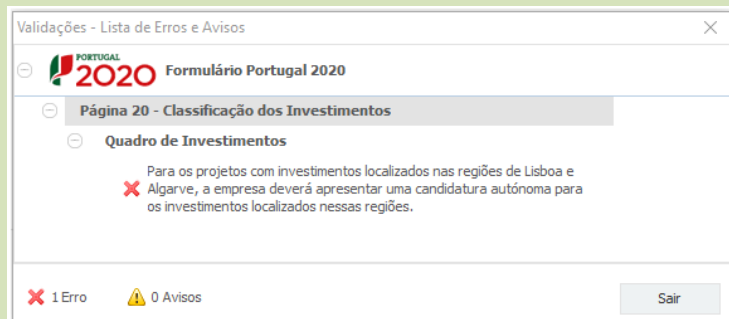 Validações - Lista de Erros e Avisos
PORTUGAL
2020 Formulário Portugal 2020
Página 20 - Classificação dos Investimentos
Quadro de Investimentos
Para os projetos com investimentos localizados nas regiões de Lisboa e
Algarve, a empresa deverá apresentar uma candidatura autónoma para
os investimentos localizados nessas regiões.
1 Erro 0 Avisos Sair